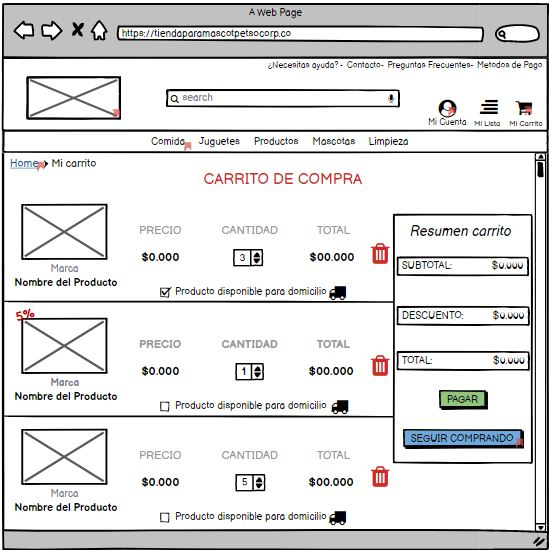 A Web Page
https://tiendaparamascotpetsocorp.co
¿Necesitas ayuda? - Contacto - Preguntas Frecuentes - Metodos de Pago
search
Mi Cuenta Mi Lista Mi Carrito
Comida Juguetes Productos Mascotas Limpieza
Home Mi carrito
CARRITO DE COMPRA
PRECIO CANTIDAD TOTAL
$0.000 3 $00.000
Marca
Nombre del Producto
Producto disponible para domicilio
5%
PRECIO CANTIDAD TOTAL
$0.000 1 $00.000
Marca
Nombre del Producto
Producto disponible para domicilio
PRECIO CANTIDAD TOTAL
$0.000 5 $00.000
Marca
Nombre del Producto
Producto disponible para domicilio
Resumen carrito
SUBTOTAL: $0.000
DESCUENTO: $0.000
TOTAL: $0.000
PAGAR
SEGUIR COMPRANDO